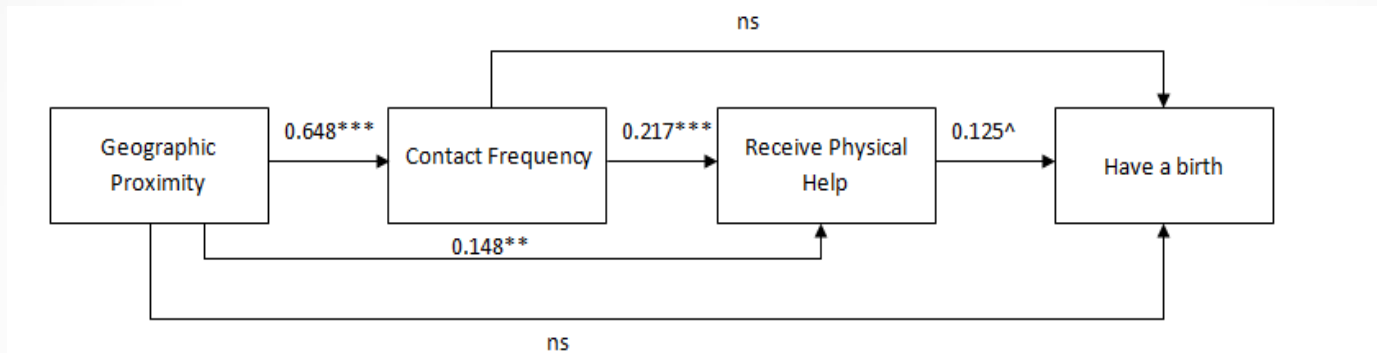 ns
0.648***
0.217***
0.125^
Geographic
Proximity
Contact Frequency
Receive Physical
Help
Have a birth
0.148**
ns